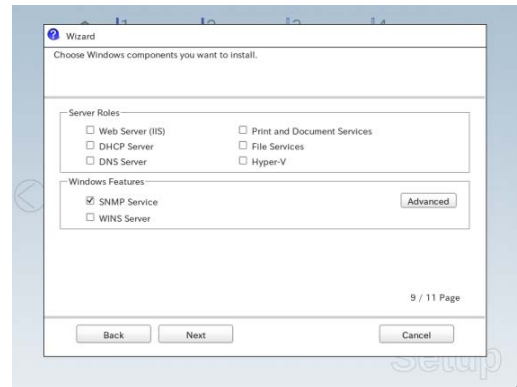 Wizard
Choose Windows components you want to install.
Server Roles
Web Server (IIS)
Print and Document Services
DHCP Server
File Services
DNS Server
Hyper-V
Windows Features
SNMP Service
Advanced
WINS Server
9 / 11 Page
Back
Next
Cancel
Setup